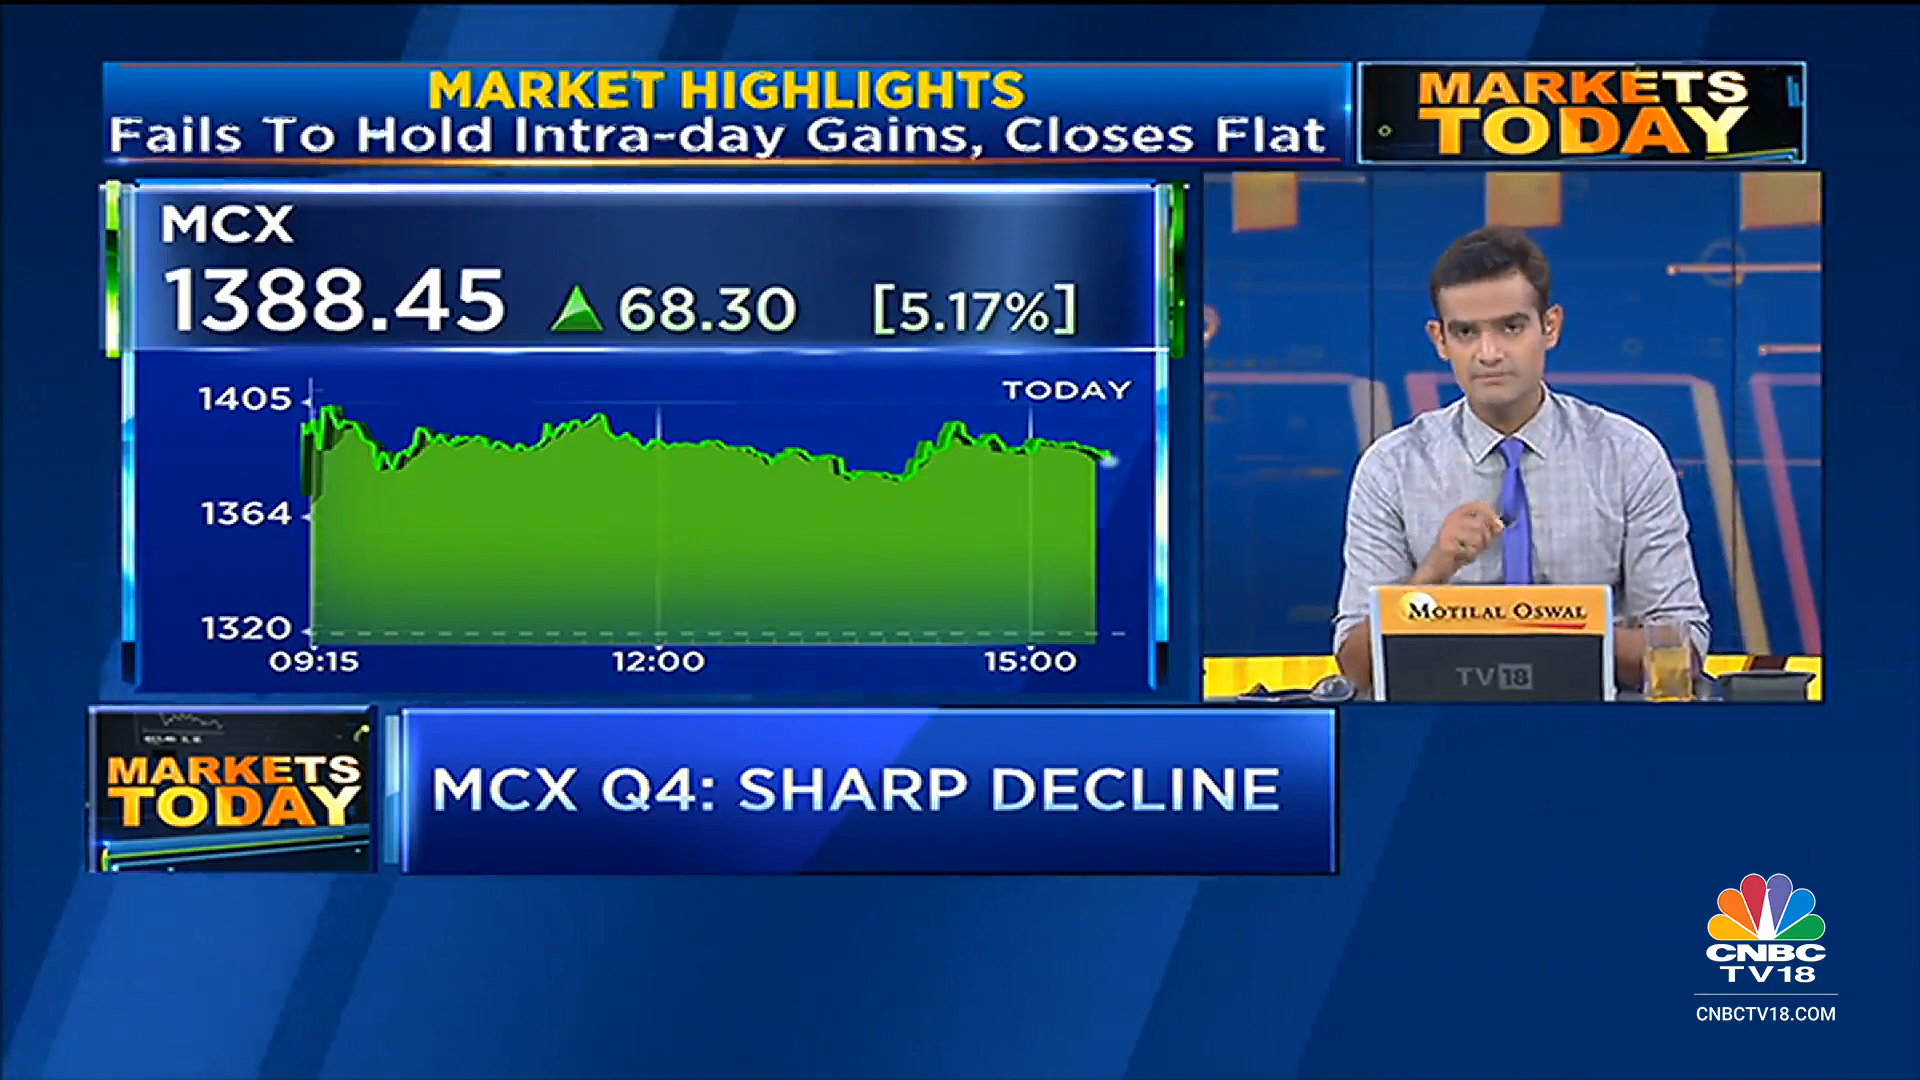 MARKET HIGHLIGHTS
Fails To Hold Intra-day Gains, Closes Flat
MARKETS
TODAY
MCX
1388.45 ▲ 68.30 [5.17%]
TODAY
1405
1364
1320
09:15 12:00 15:00
MOTILAL OSWAL
TV18
MARKETS
TODAY
MCX Q4: SHARP DECLINE
CNBC
TV18
CNBCTV18.COM